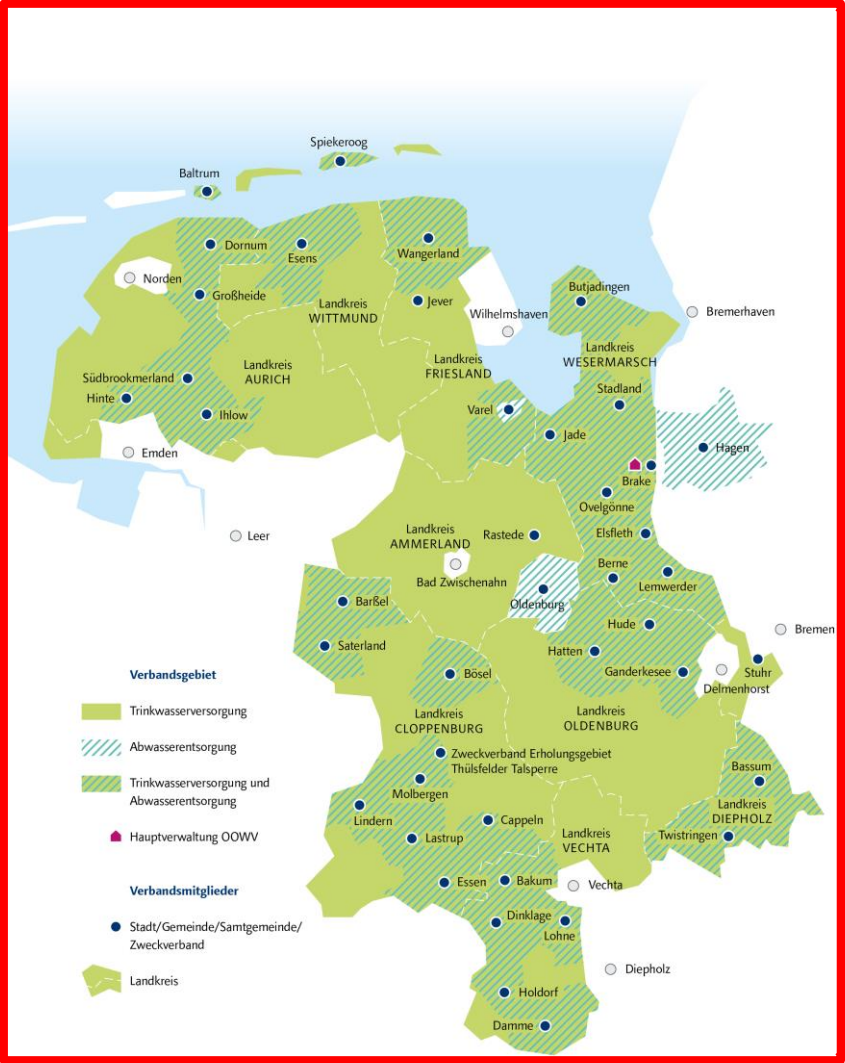 Spiekeroog
Baltrum
Dornum
Esens
Wangerland
Norden
Großheide
Butjadingen
Jever
Landkreis
WITTMUND
Wilhelmshaven
Bremerhaven
Landkreis
AURICH
Landkreis
FRIESLAND
Landkreis
WESERMARSCH
Südbrookmerland
Hinte
Ihlow
Stadland
Varel
Jade
Hagen
Emden
Brake
Ovelgönne
Leer
Landkreis
AMMERLAND
Rastede
Elsfleth
Bad Zwischenahn
Berne
Lemwerder
Barßel
Oldenburg
Hude
Bremen
Saterland
Hatten
Ganderkesee
Stuhr
Delmenhorst
Bösel
Landkreis
CLOPPENBURG
Landkreis
OLDENBURG
Zweckverband Erholungsgebiet
Thülsfelder Talsperre
Bassum
Molbergen
Lindern
Cappeln
Landkreis
DIEPHOLZ
Lastrup
Landkreis
VECHTA
Twistringen
Essen
Bakum
Vechta
Dinklage
Lohne
Diepholz
Holdorf
Damme
Verbandsgebiet
Trinkwasserversorgung
Abwasserentsorgung
Trinkwasserversorgung und
Abwasserentsorgung
Hauptverwaltung OOWV
Verbandsmitglieder
Stadt/Gemeinde/Samtgemeinde/
Zweckverband
Landkreis